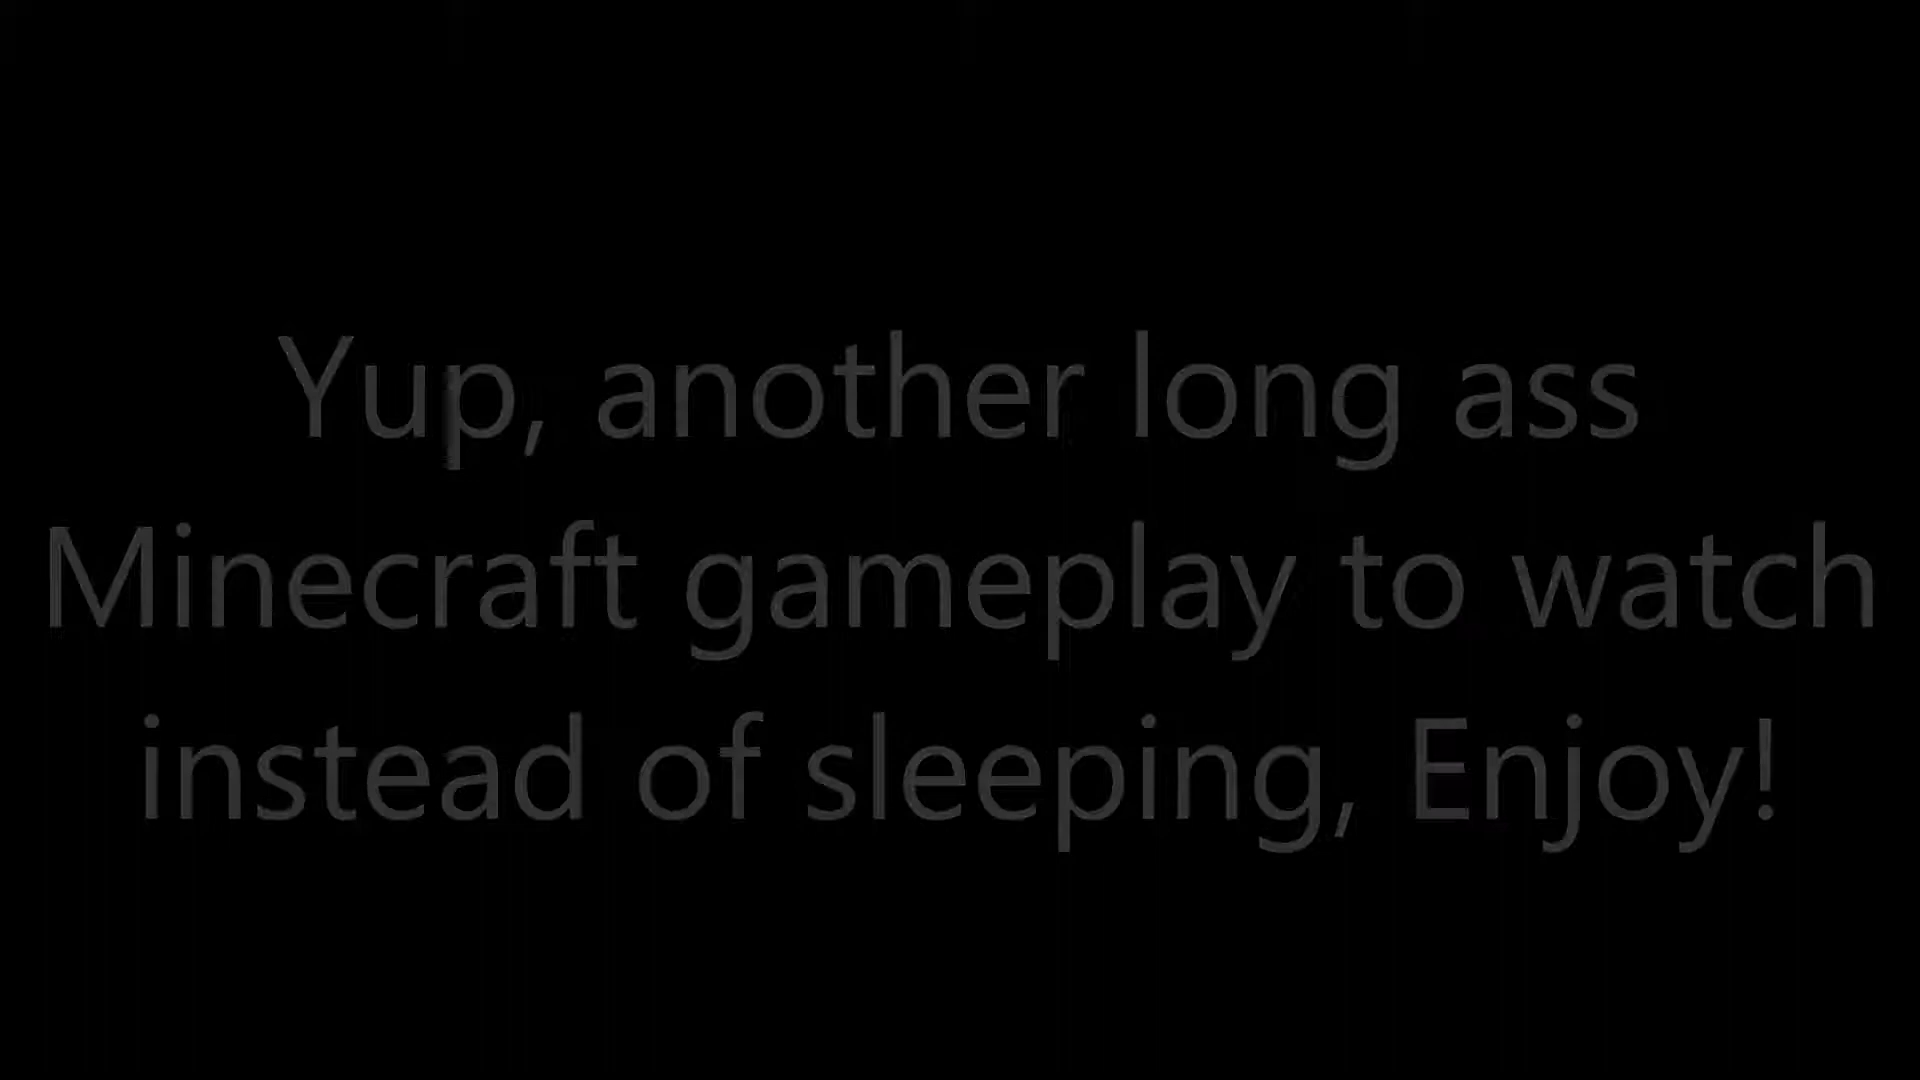 Yup, another long ass
Minecraft gameplay to watch
instead of sleeping, Enjoy!